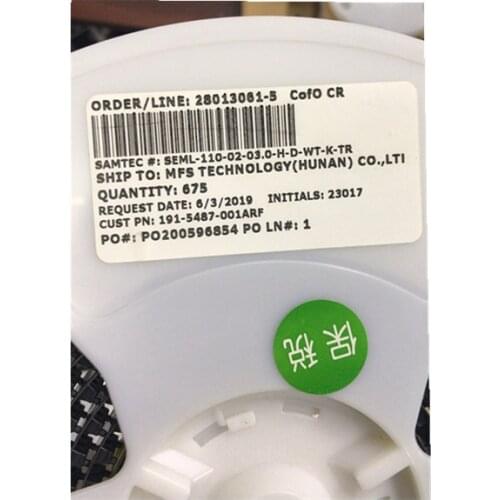 ORDER/LINE: 28013061-5 CofO CR
SAMTEC #: SEML-110-02-03.0-H-D-WT-K-TR
SHIP TO: MFS TECHNOLOGY(HUNAN) CO.,LTI
QUANTITY: 675
REQUEST DATE: 6/3/2019 INITIALS: 23017
CUST PN: 191-5487-001ARF
PO#: PO200596854 PO LN#: 1
保税